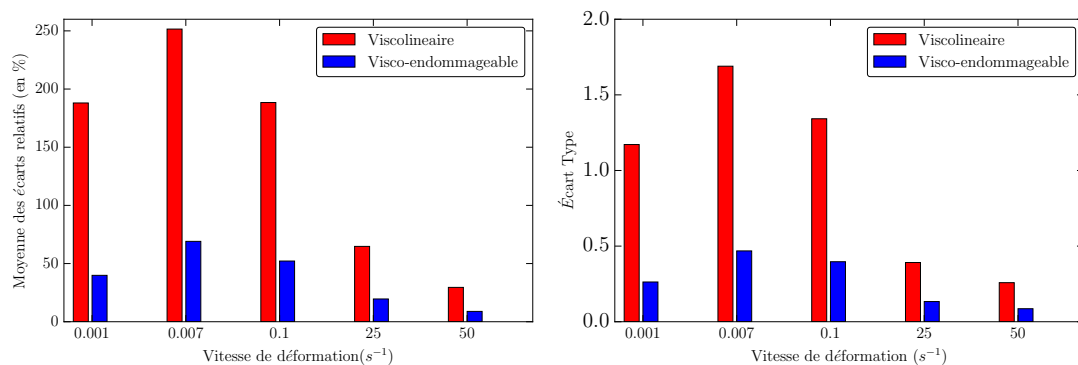 250
200
150
100
50
0
Moyenne des écarts relatifs (en %)
Viscolineaire
Visco-endommageable
0.001 0.007 0.1 25 50
Vitesse de déformation(s⁻¹)
2.0
1.5
1.0
0.5
0.0
Écart Type
Viscolineaire
Visco-endommageable
0.001 0.007 0.1 25 50
Vitesse de déformation (s⁻¹)